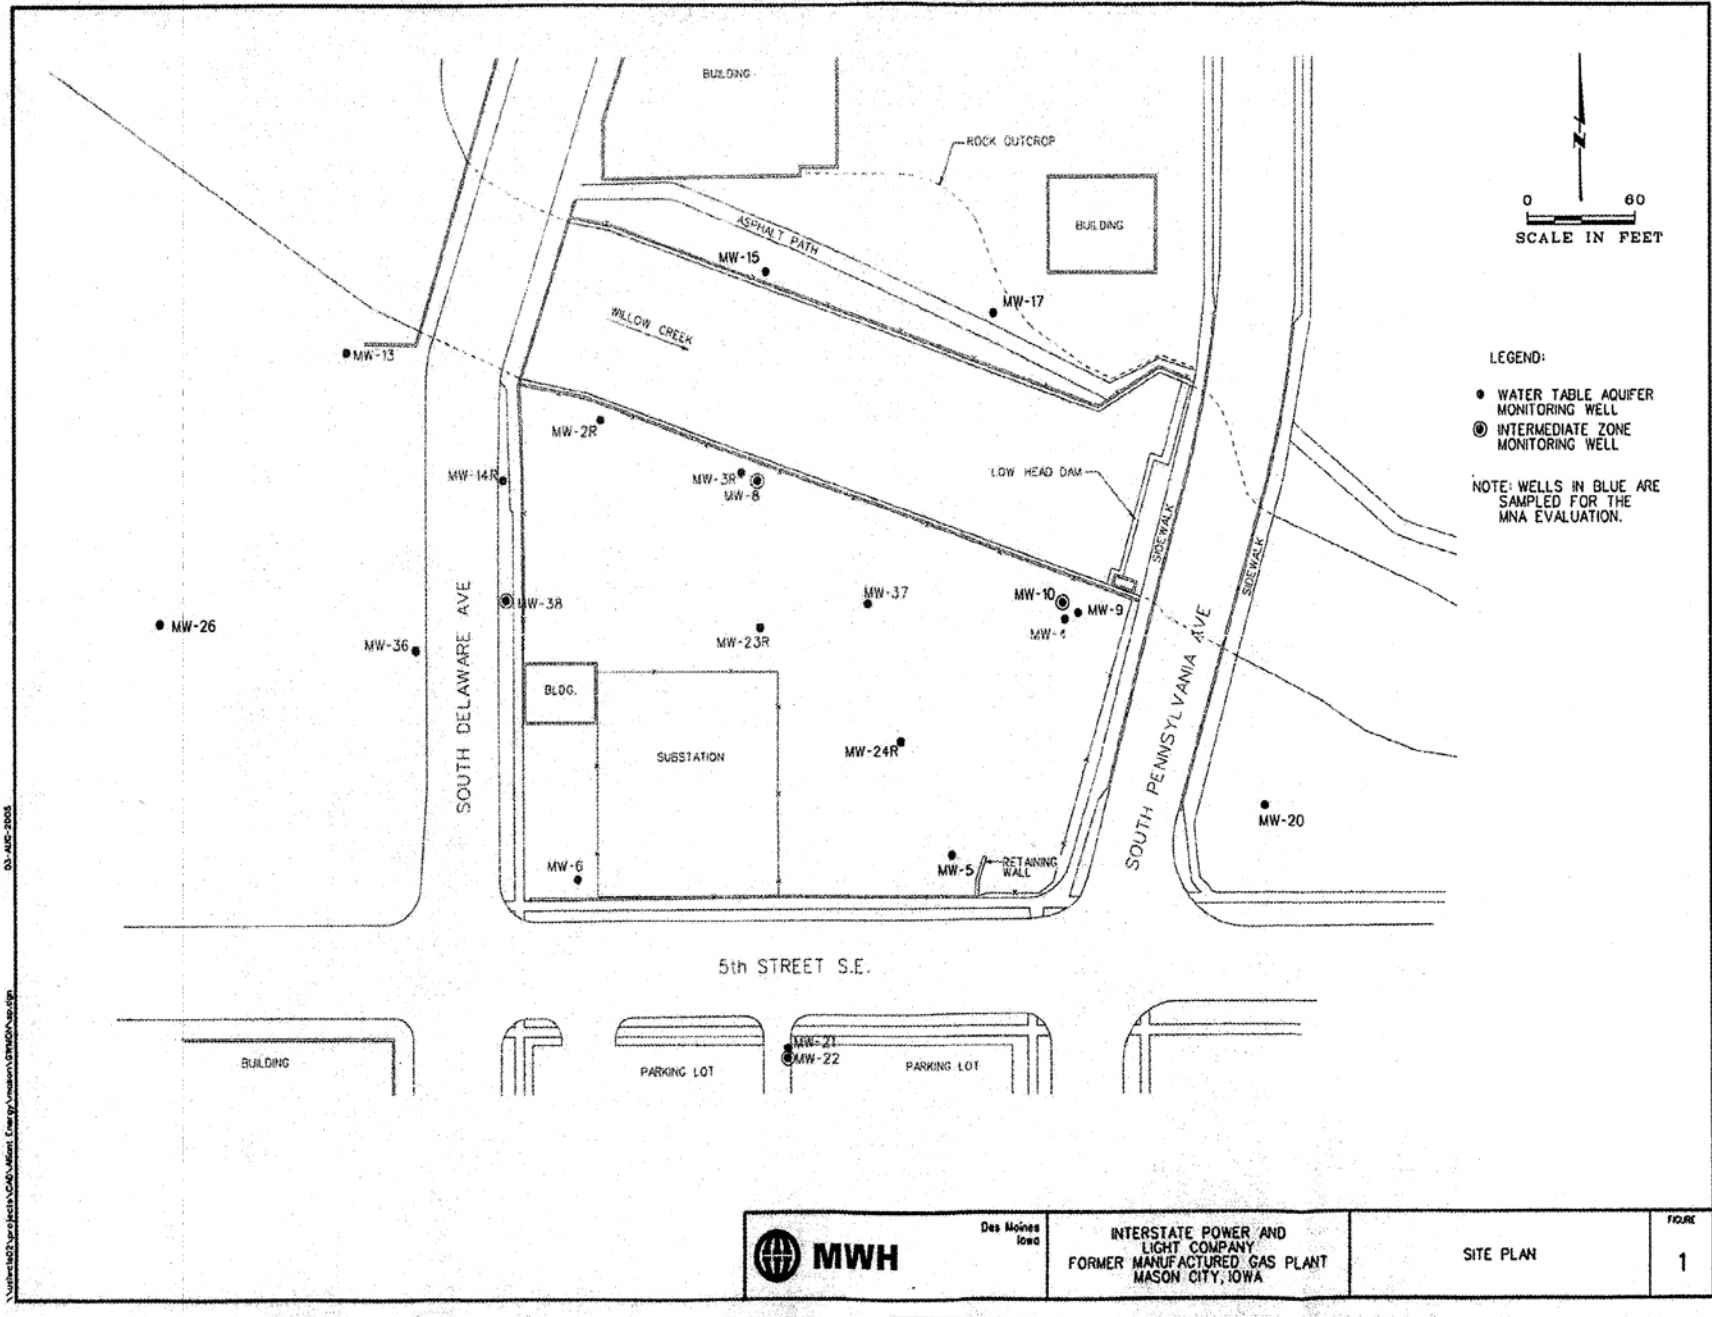 BUILDING
ROCK OUTCROP
N
0 60
SCALE IN FEET
BUILDING
ASPHALT PATH
MW-15
MW-17
WILLOW CREEK
MW-13
LEGEND:
WATER TABLE AQUIFER
MONITORING WELL
INTERMEDIATE ZONE
MONITORING WELL
NOTE: WELLS IN BLUE ARE
SAMPLED FOR THE
MNA EVALUATION.
MW-2R
MW-14R
MW-3R
MW-8
LOW HEAD DAM
SIDEWALK
SIDEWALK
MW-38
MW-37
MW-10
MW-9
MW-4
MW-26
MW-36
MW-23R
SOUTH DELAWARE AVE
BLDG.
SUBSTATION
MW-24R
SOUTH PENNSYLVANIA AVE
MW-20
MW-6
MW-5
RETAINING
WALL
5th STREET S.E.
MW-21
MW-22
BUILDING
PARKING LOT
PARKING LOT
03-AUG-2005
MWH
Des Moines
Iowa
INTERSTATE POWER AND
LIGHT COMPANY
FORMER MANUFACTURED GAS PLANT
MASON CITY, IOWA
SITE PLAN
FIGURE
1